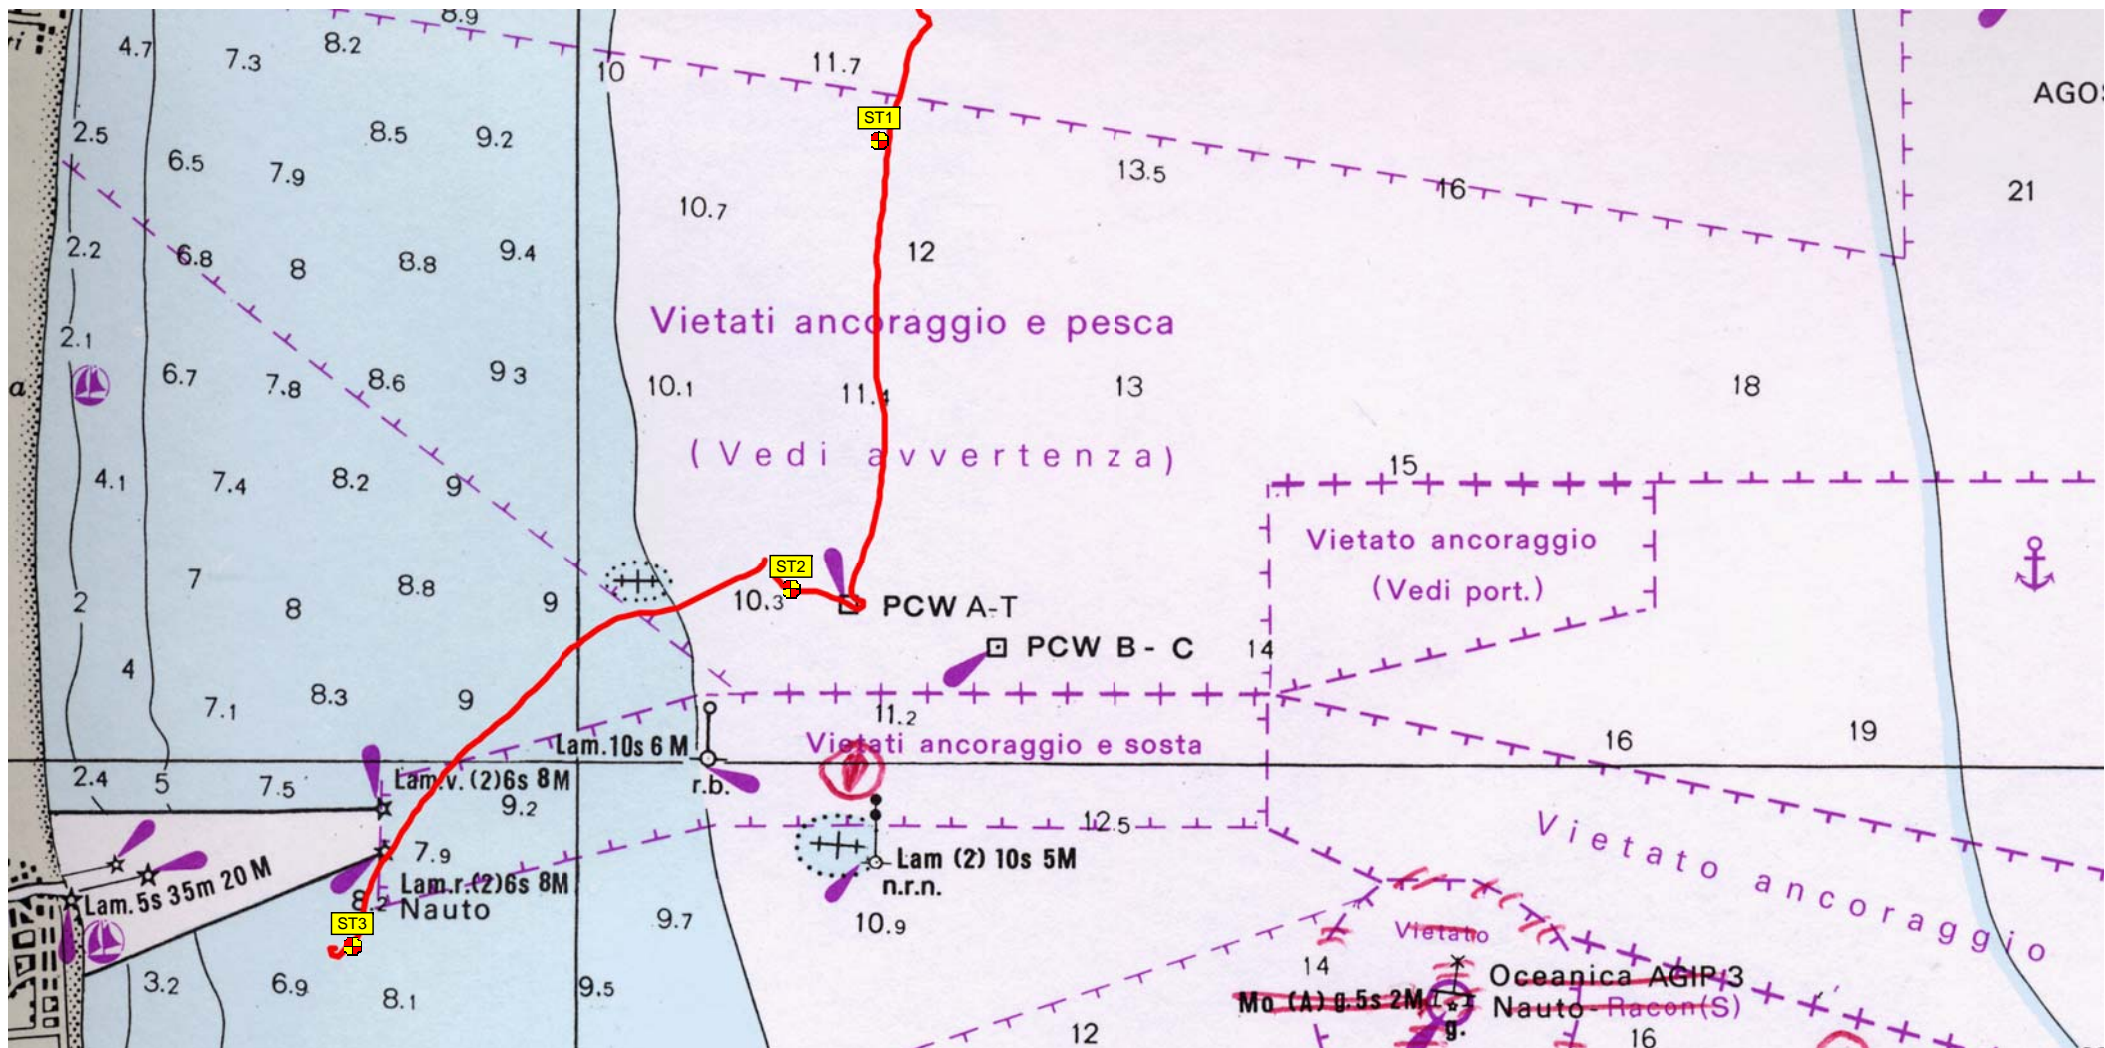 8.9
4.7
7.3
8.2
10
11.7
AGOS
ST1
2.5
6.5
7.9
8.5
9.2
13.5
16
21
10.7
2.2
6.8
8
8.8
9.4
12
Vietati ancoraggio e pesca
2.1
6.7
7.8
8.6
9 3
10.1
11.4
13
18
a
(Vedi avvertenza)
4.1
7.4
8.2
9
15
Vietato ancoraggio
(Vedi port.)
ST2
7
8.8
2
8
9
10.3
PCW A-T
PCW B - C
14
4
7.1
8.3
9
11.2
Lam.10s 6 M
Vietati ancoraggio e sosta
16
19
2.4
5
7.5
Lam.v. (2)6s 8M
r.b.
9.2
12.5
Vietato ancoraggio
7.9
Lam (2) 10s 5M
n.r.n.
Lam. 5s 35m 20 M
Lam.r.(2)6s 8M
8.2
Nauto
ST3
9.7
10.9
Vietato
14
3.2
6.9
8.1
9.5
Oceanica AGIP 3
Mo (A) g.5s 2M
Nauto-Racon(S)
g.
12
16